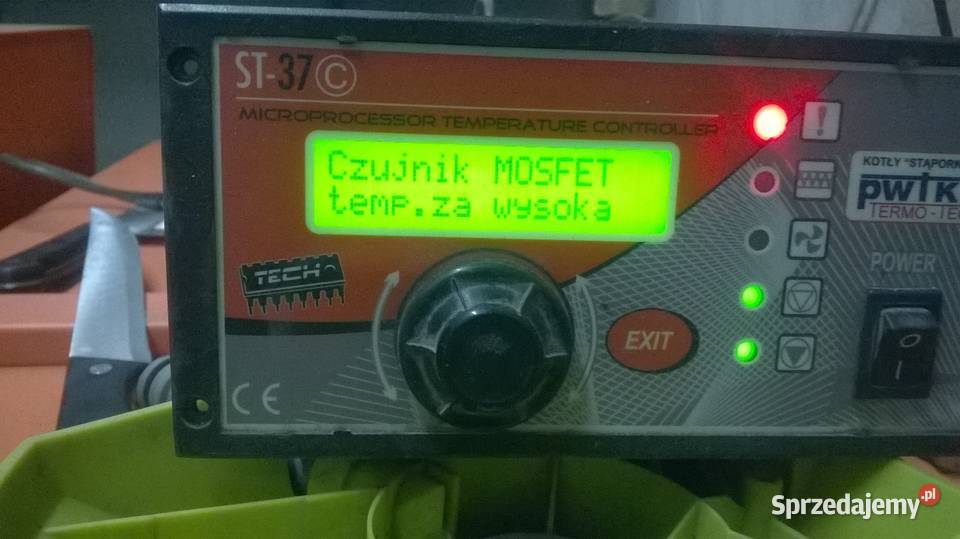 ST-37 ©
MICROPROCESSOR TEMPERATURE CONTROLLER
Czujnik MOSFET
temp.za wysoka
!
KOTŁY "STĄPORK
PWTK
TERMO-TEC
TECH
POWER
EXIT
O
I
CE
Sprzedajemy.pl